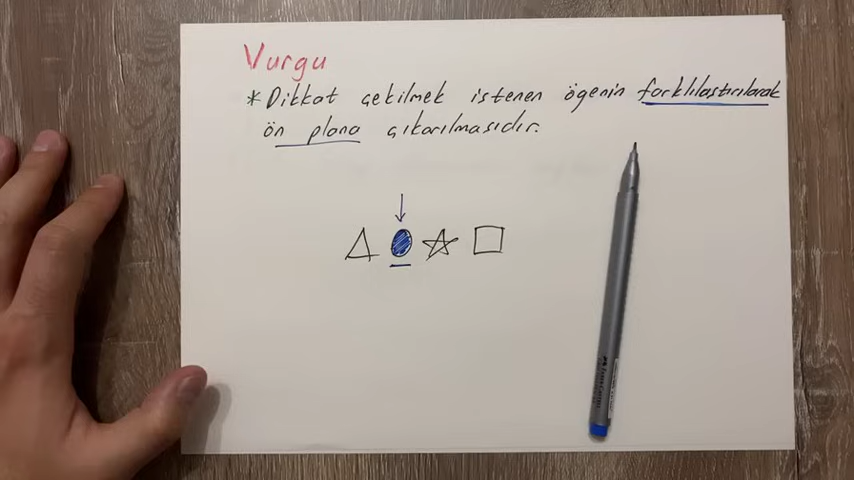 Vurgu
*Dikkat çekilmek istenen ögenin farklılaştırılarak
ön plana çıkarılmasıdır.